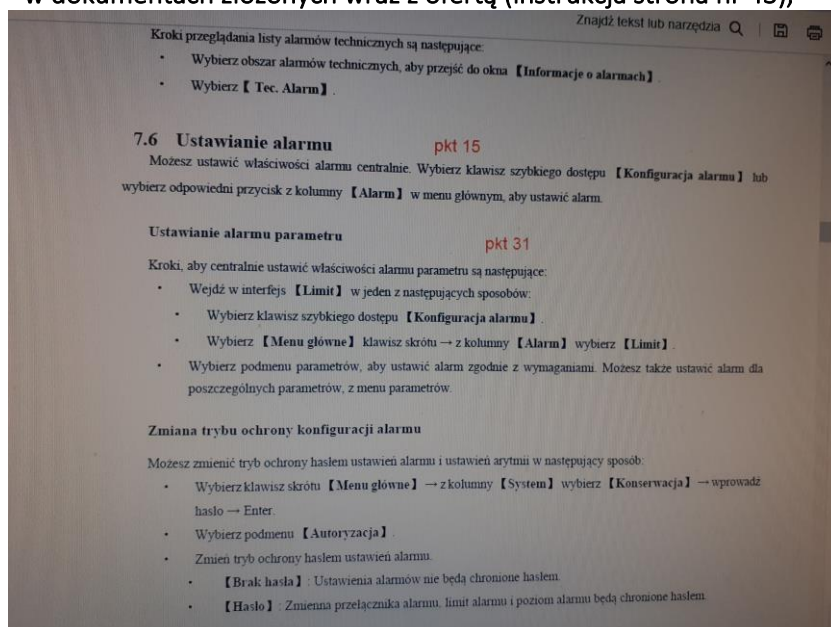 w dokumentach złożonych wraz z ofertą (instrukcja strona nr 45),
Znajdź tekst lub narzędzia
Kroki przeglądania listy alarmów technicznych są następujące:
• Wybierz obszar alarmów technicznych, aby przejść do okna 【Informacje o alarmach】.
• Wybierz【 Tec. Alarm】.
7.6 Ustawianie alarmu pkt 15
Możesz ustawić właściwości alarmu centralnie. Wybierz klawisz szybkiego dostępu 【Konfiguracja alarmu】 lub
wybierz odpowiedni przycisk z kolumny 【Alarm】 w menu głównym, aby ustawić alarm.
Ustawianie alarmu parametru pkt 31
Kroki, aby centralnie ustawić właściwości alarmu parametru są następujące:
• Wejdź w interfejs 【Limit】 w jeden z następujących sposobów:
• Wybierz klawisz szybkiego dostępu 【Konfiguracja alarmu】.
• Wybierz 【Menu główne】 klawisz skrótu → z kolumny 【Alarm】 wybierz 【Limit】.
• Wybierz podmenu parametrów, aby ustawić alarm zgodnie z wymaganiami. Możesz także ustawić alarm dla
poszczególnych parametrów, z menu parametrów.
Zmiana trybu ochrony konfiguracji alarmu
Możesz zmienić tryb ochrony hasłem ustawień alarmu i ustawień arytmii w następujący sposób:
• Wybierz klawisz skrótu 【Menu główne】 → z kolumny 【System】 wybierz 【Konserwacja】 → wprowadź
hasło → Enter.
• Wybierz podmenu 【Autoryzacja】.
• Zmień tryb ochrony hasłem ustawień alarmu.
• 【Brak hasła】 : Ustawienia alarmów nie będą chronione hasłem.
• 【Hasło】 : Zmienna przełącznika alarmu, limit alarmu i poziom alarmu będą chronione hasłem.